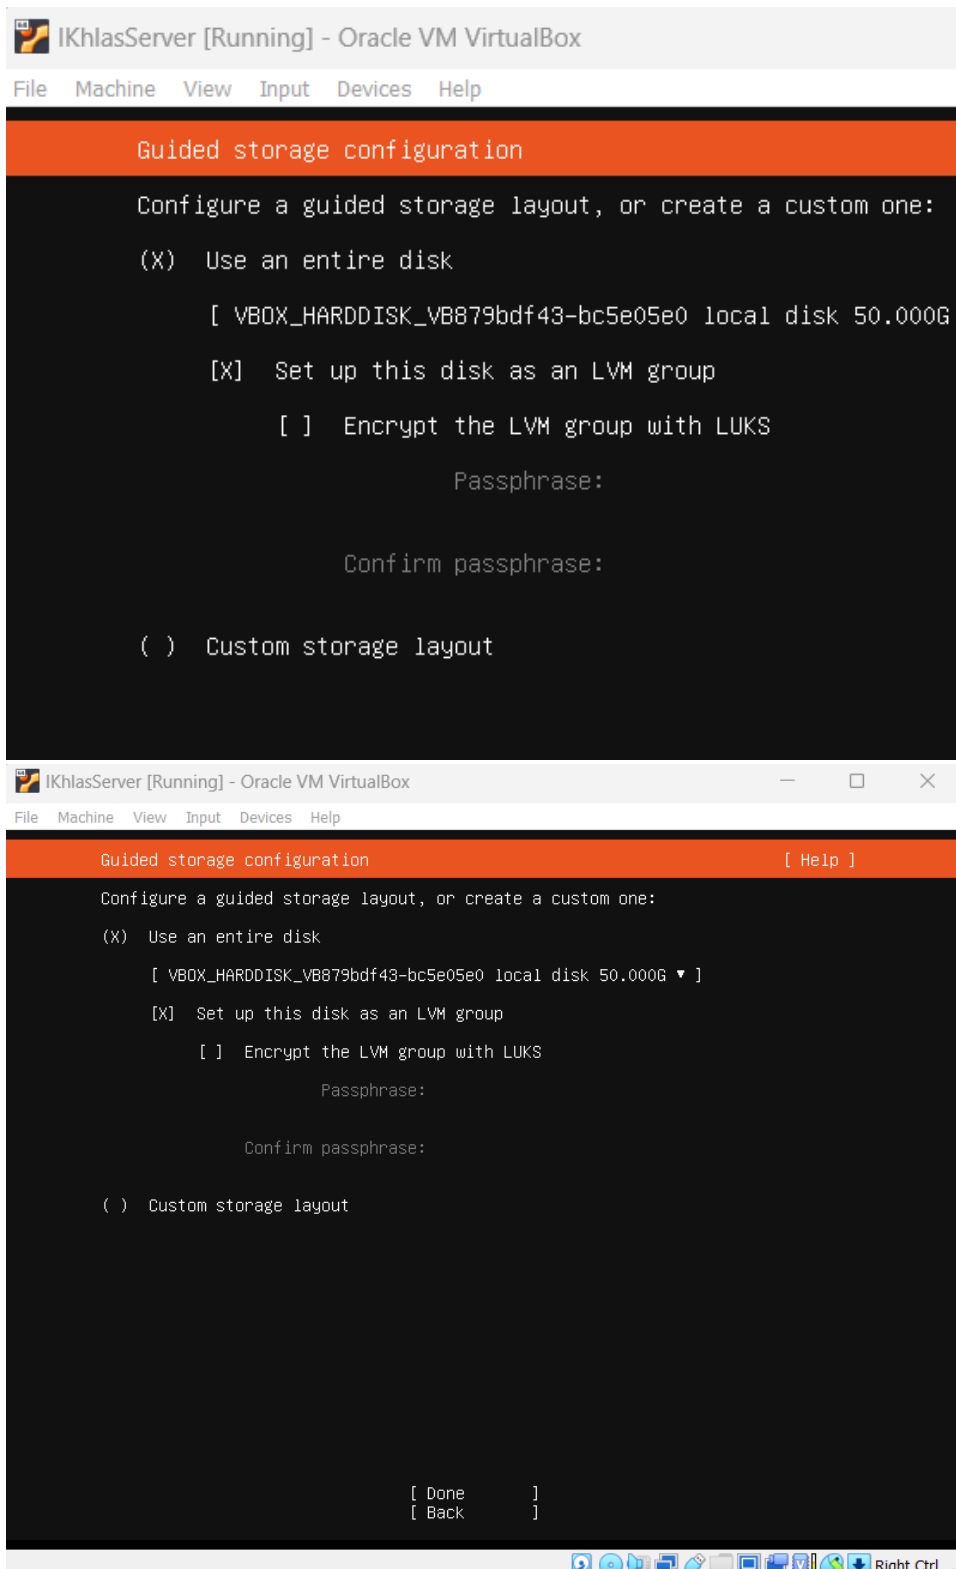 IKhlasServer [Running] - Oracle VM VirtualBox
File Machine View Input Devices Help
Guided storage configuration
Configure a guided storage layout, or create a custom one:
(X) Use an entire disk
[ VBOX_HARDDISK_VB879bdf43-bc5e05e0 local disk 50.000G
[X] Set up this disk as an LVM group
[ ] Encrypt the LVM group with LUKS
Passphrase:
Confirm passphrase:
( ) Custom storage layout
IKhlasServer [Running] - Oracle VM VirtualBox
File Machine View Input Devices Help
Guided storage configuration [ Help ]
Configure a guided storage layout, or create a custom one:
(X) Use an entire disk
[ VBOX_HARDDISK_VB879bdf43-bc5e05e0 local disk 50.000G ▾ ]
[X] Set up this disk as an LVM group
[ ] Encrypt the LVM group with LUKS
Passphrase:
Confirm passphrase:
( ) Custom storage layout
[ Done ]
[ Back ]
Right Ctrl